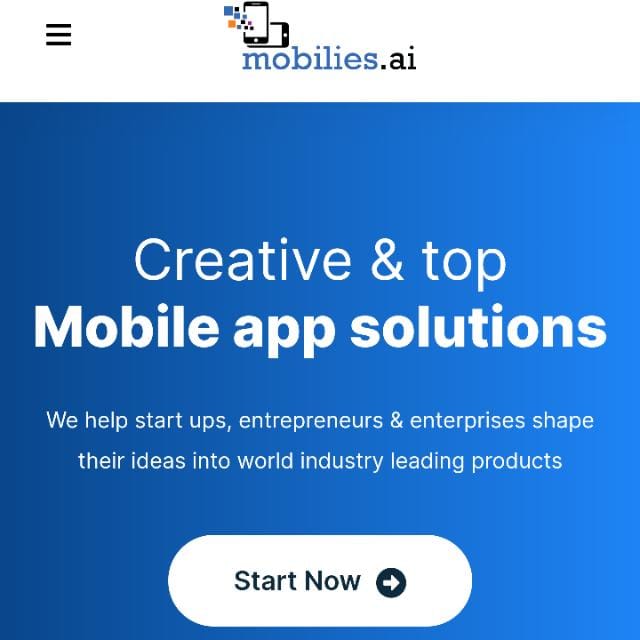 mobilies.ai
Creative & top
Mobile app solutions
We help start ups, entrepreneurs & enterprises shape
their ideas into world industry leading products
Start Now